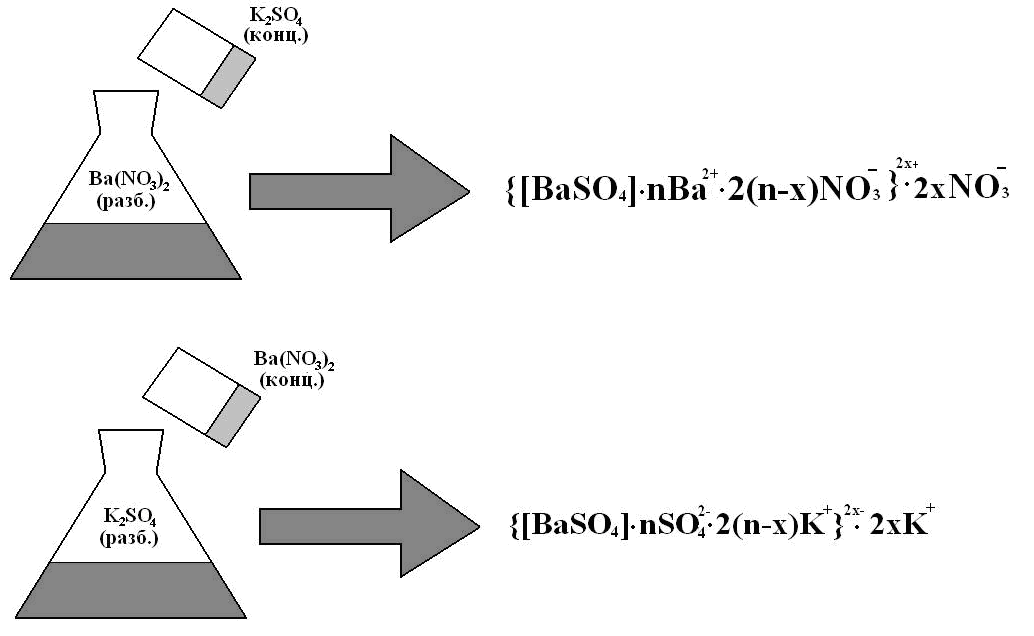 K₂SO₄
(конц.)
Ba(NO₃)₂
(разб.)
{[BaSO₄]·nBa²⁺·2(n-x)NO₃⁻}²ˣ⁺·2xNO₃⁻
Ba(NO₃)₂
(конц.)
K₂SO₄
(разб.)
{[BaSO₄]·nSO₄²⁻·2(n-x)K⁺}²ˣ⁻·2xK⁺